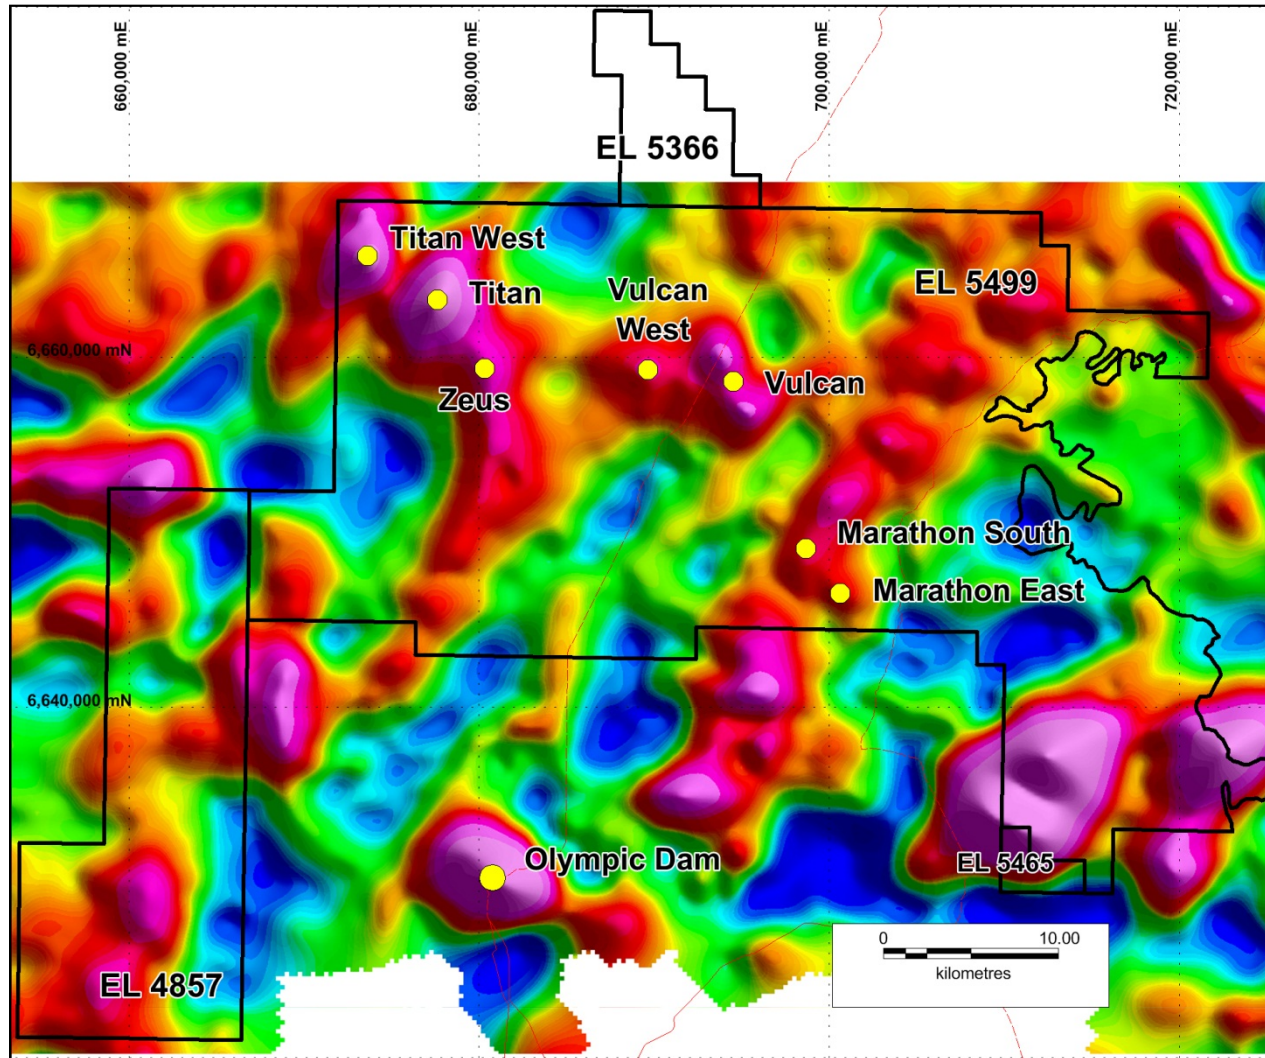 660,000 mE
680,000 mE
700,000 mE
720,000 mE
EL 5366
Titan West
EL 5499
Titan
Vulcan
West
6,660,000 mN
Zeus
Vulcan
Marathon South
Marathon East
6,640,000 mN
Olympic Dam
EL 5465
0 10.00
kilometres
EL 4857